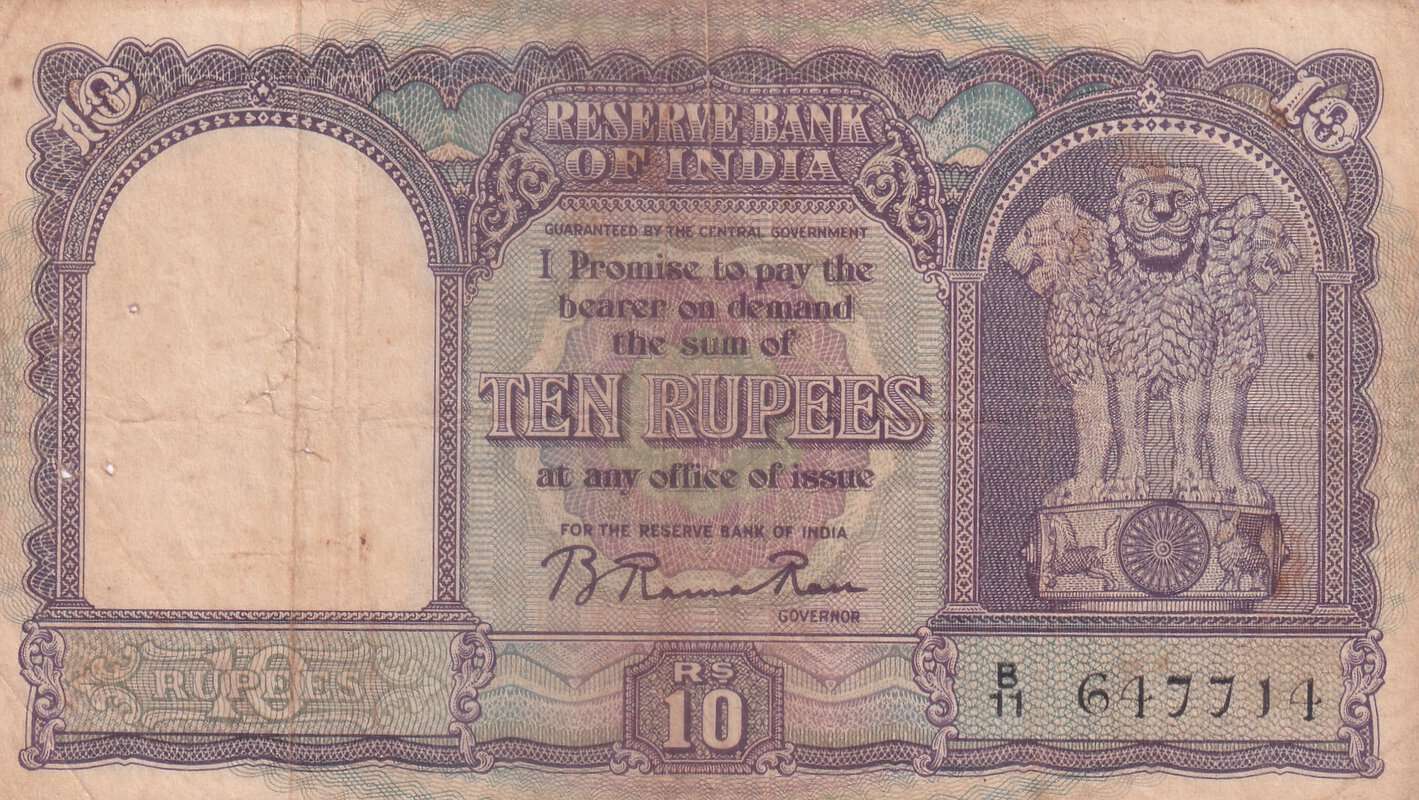 10
10
RESERVE BANK
OF INDIA
GUARANTEED BY THE CENTRAL GOVERNMENT
I Promise to pay the
bearer on demand
the sum of
TEN RUPEES
at any office of issue
FOR THE RESERVE BANK OF INDIA
B Rama Rau
GOVERNOR
10
RUPEES
RS
10
B
11 647714